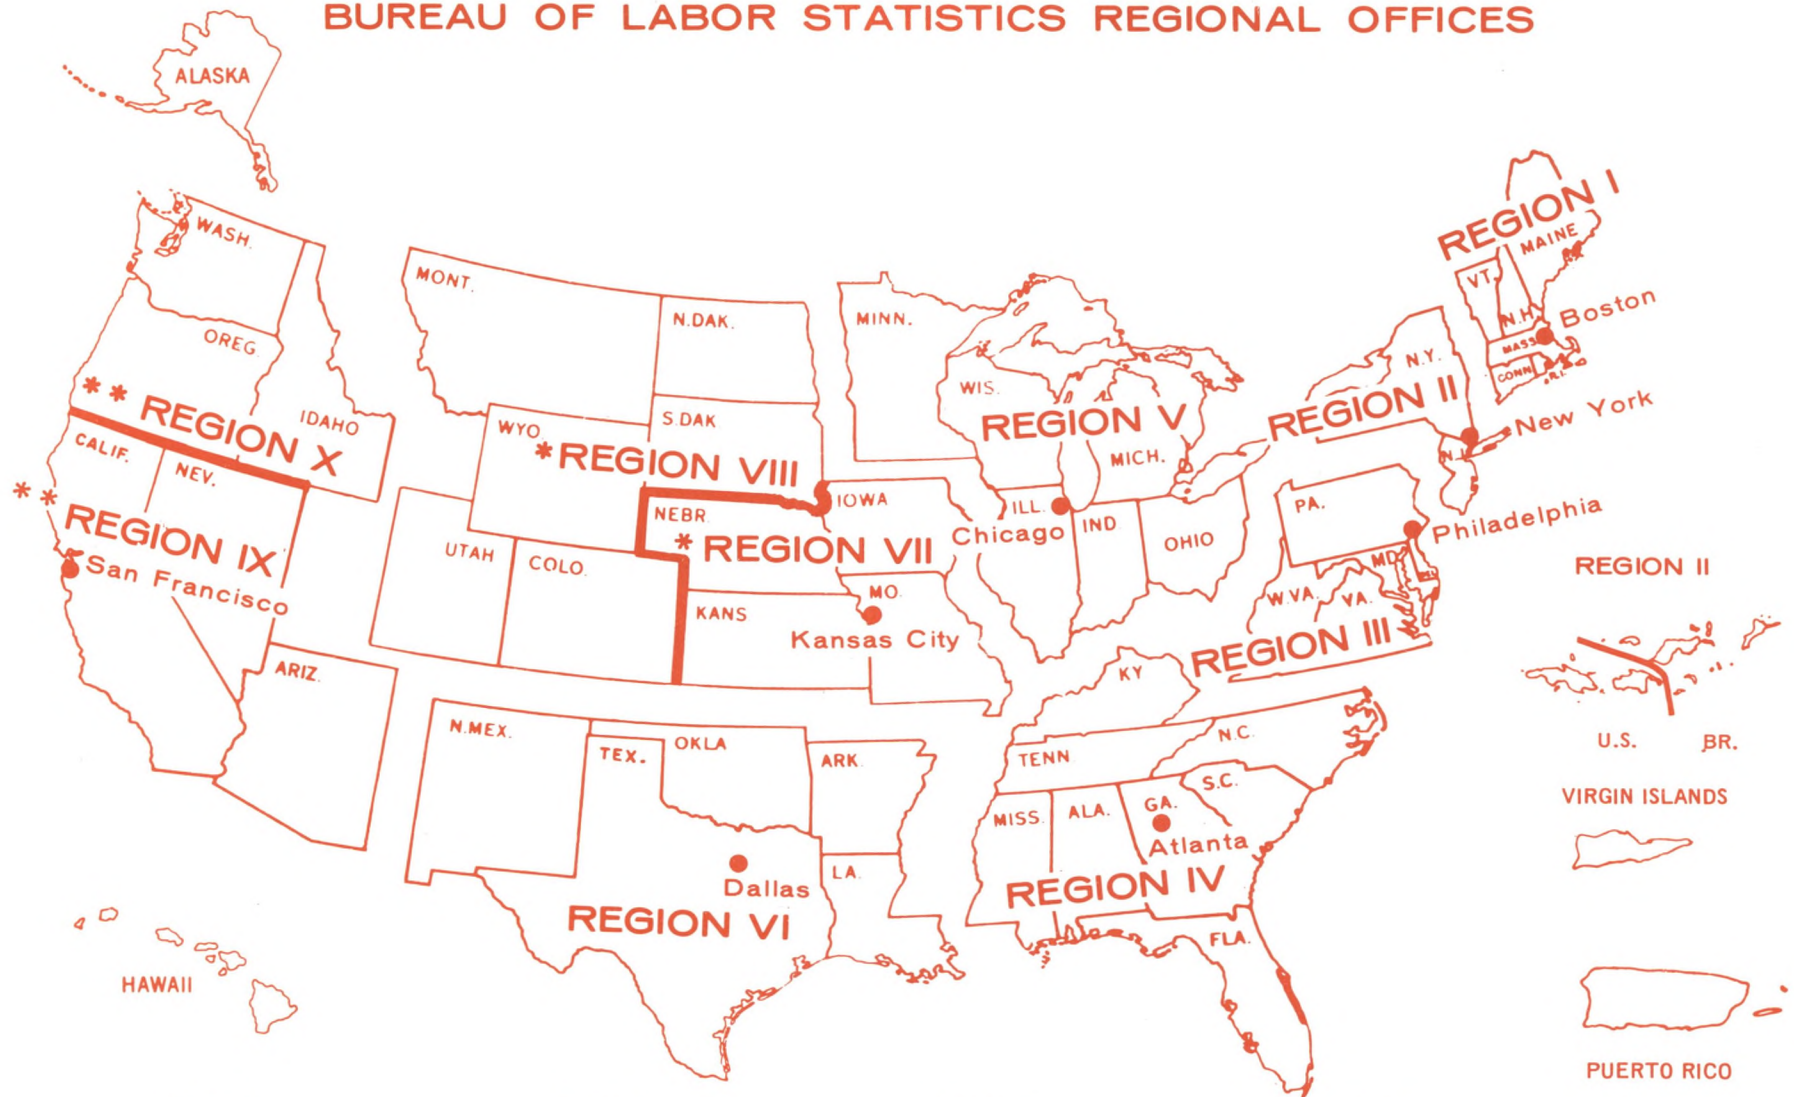 BUREAU OF LABOR STATISTICS REGIONAL OFFICES
ALASKA
WASH.
OREG.
IDAHO
* * REGION X
CALIF.
NEV.
* *
REGION IX
San Francisco
ARIZ.
HAWAII
MONT.
N.DAK.
S.DAK
WYO.
* REGION VIII
UTAH
COLO.
NEBR.
IOWA
* REGION VII
KANS
MO.
Kansas City
N.MEX.
TEX.
OKLA
ARK.
LA.
Dallas
REGION VI
MINN.
WIS.
REGION V
MICH.
ILL.
Chicago
IND.
OHIO
KY
TENN
N.C.
S.C.
MISS.
ALA.
GA.
Atlanta
REGION IV
FLA.
REGION I
MAINE
VT.
N.H.
Boston
MASS.
CONN.
R.I.
N.Y.
REGION II
New York
N.J.
PA.
Philadelphia
MD.
DEL.
W.VA.
VA.
REGION III
REGION II
U.S. BR.
VIRGIN ISLANDS
PUERTO RICO